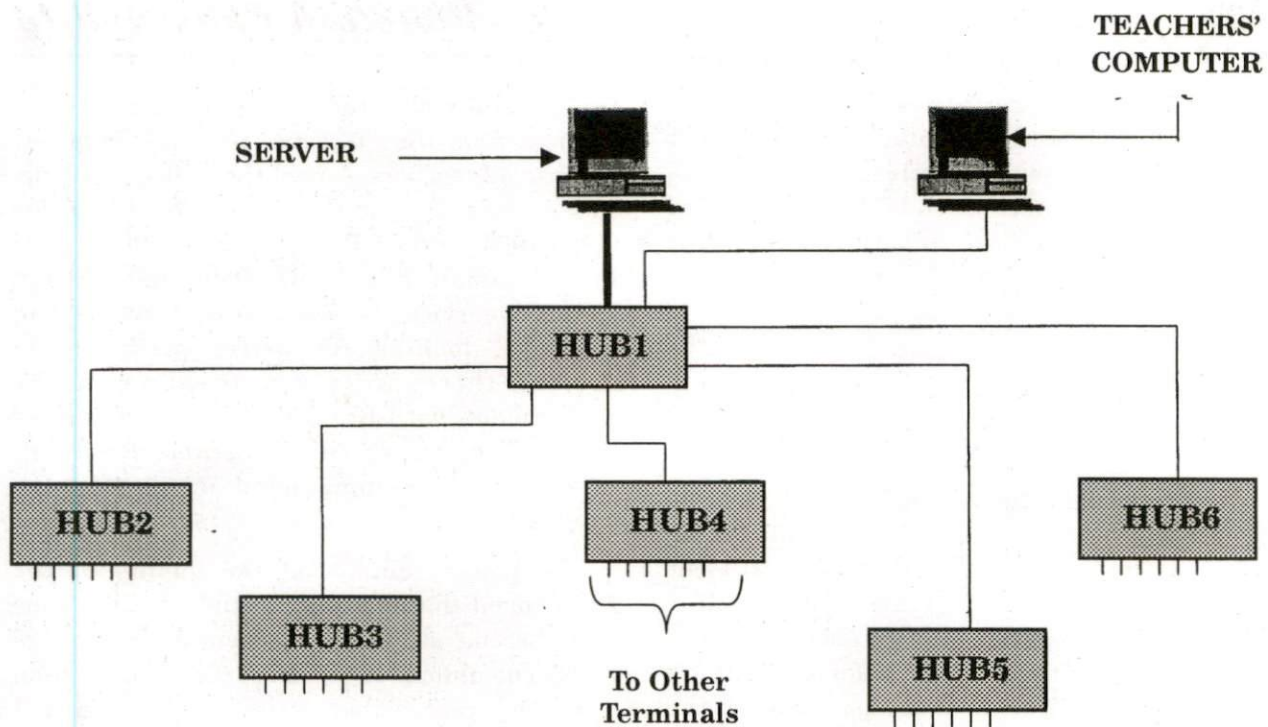 TEACHERS'
COMPUTER
SERVER
HUB1
HUB2
HUB4
HUB6
HUB3
HUB5
To Other
Terminals